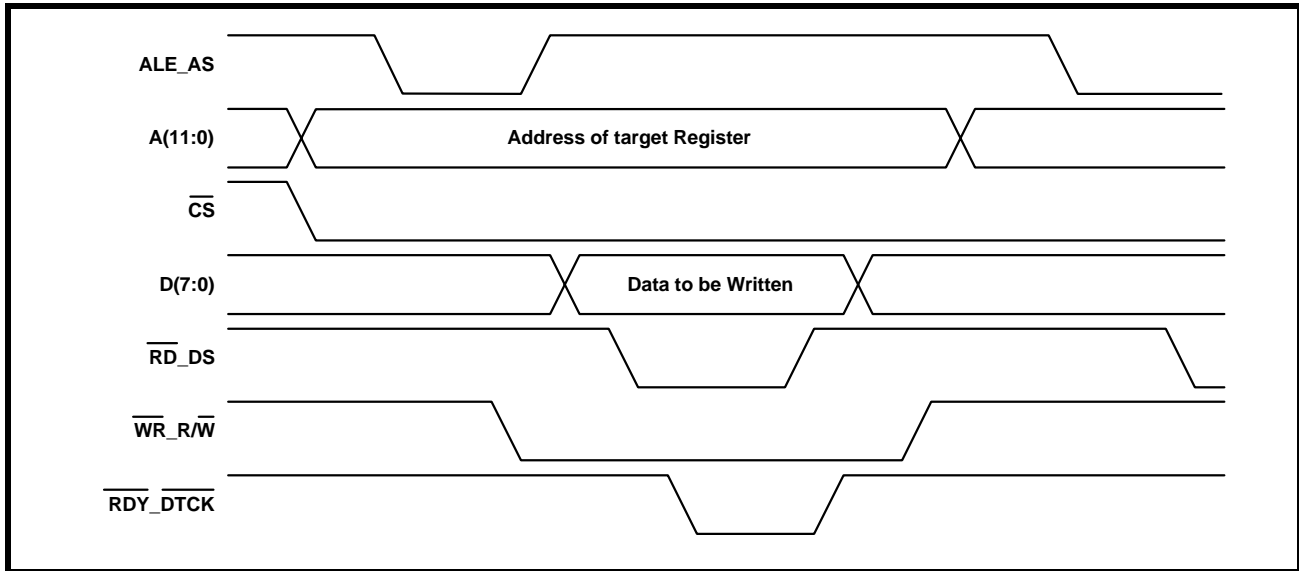 ALE_AS
A(11:0)
Address of target Register
CS
D(7:0)
Data to be Written
RD_DS
WR_R/W
RDY_DTCK